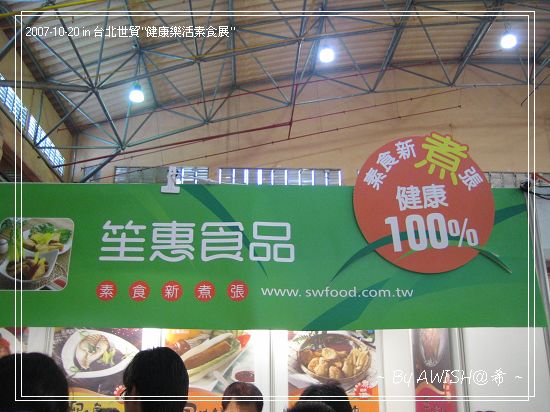 2007-10-20 in 台北世貿"健康樂活素食展"
素食新煮張
健康
100%
笙惠食品
素食新煮張 www.swfood.com.tw
~ By AWISH@希 ~